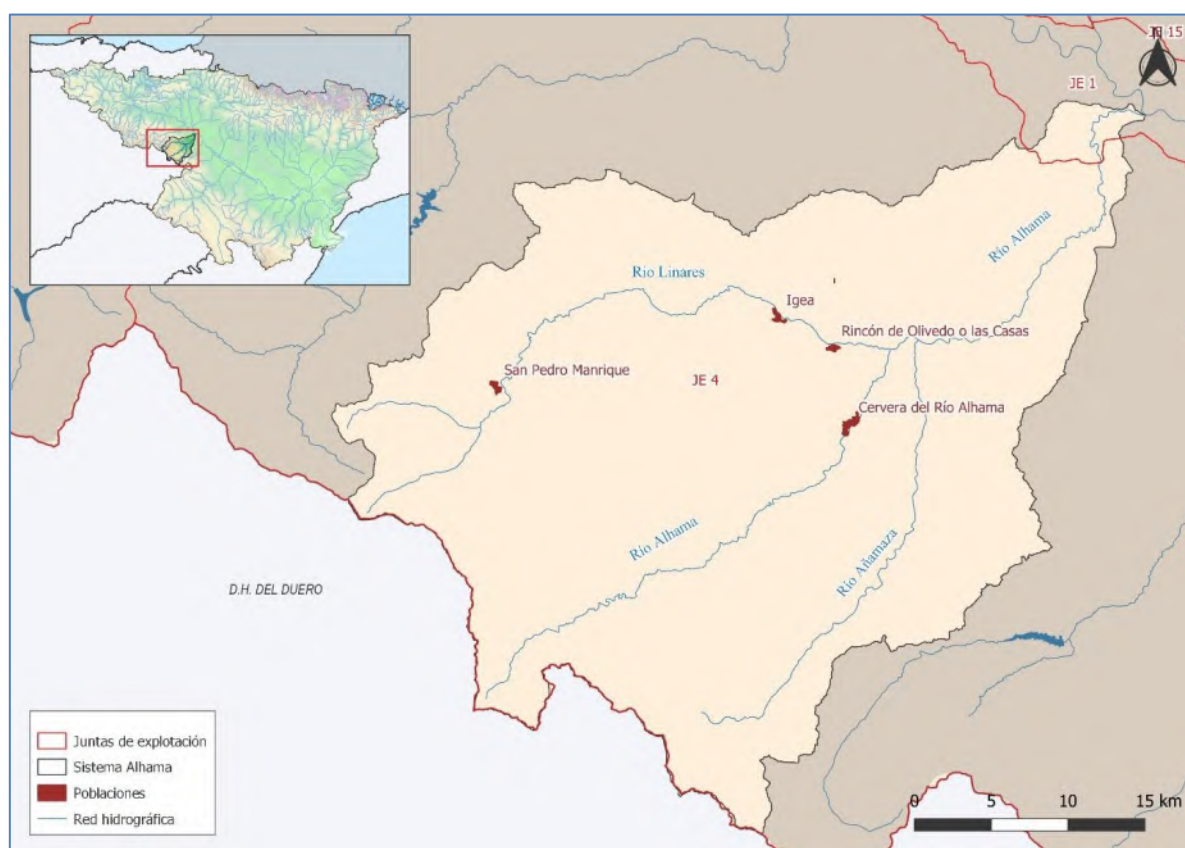 JE 15
N
JE 1
Río Alhama
Río Linares
Igea
Rincón de Olivedo o las Casas
San Pedro Manrique
JE 4
Cervera del Río Alhama
Río Alhama
Río Añamaza
D.H. DEL DUERO
Juntas de explotación
Sistema Alhama
Poblaciones
Red hidrográfica
0 5 10 15 km